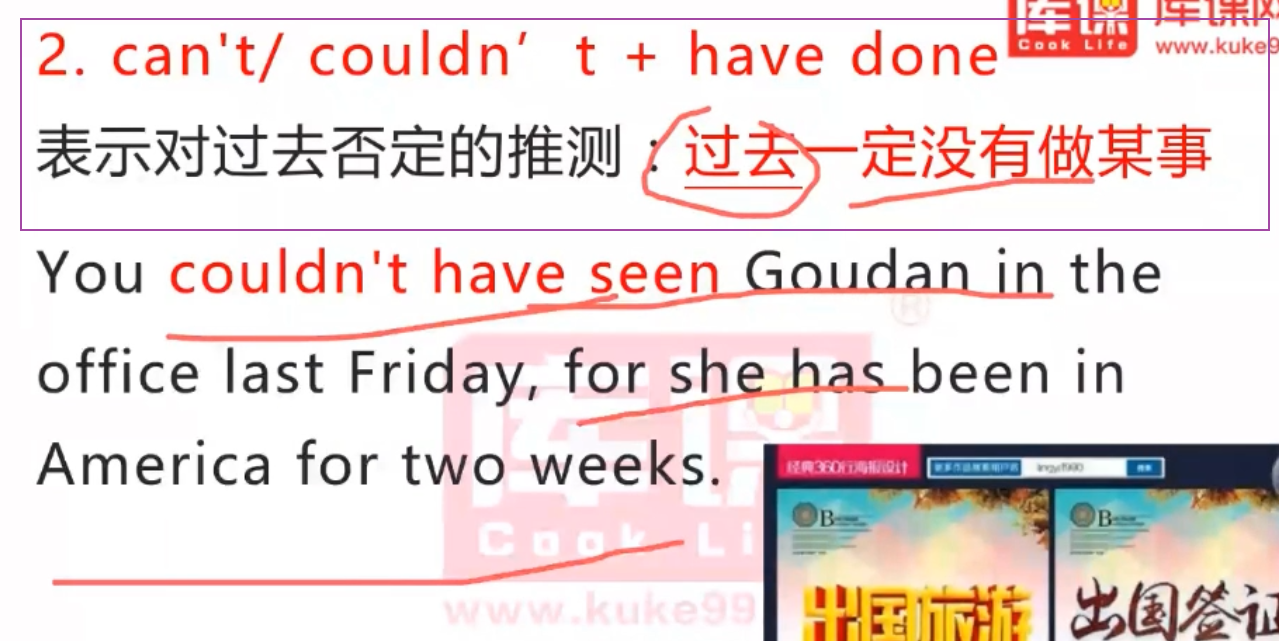 库课网
Cook Life
www.kuke99
2. can't/ couldn’t + have done
表示对过去否定的推测：过去一定没有做某事
You couldn't have seen Goudan in the
office last Friday, for she has been in
America for two weeks.
®
库课
Cook Li
www.kuke99
经典360行海报设计
B
B
出国旅游
出国签证